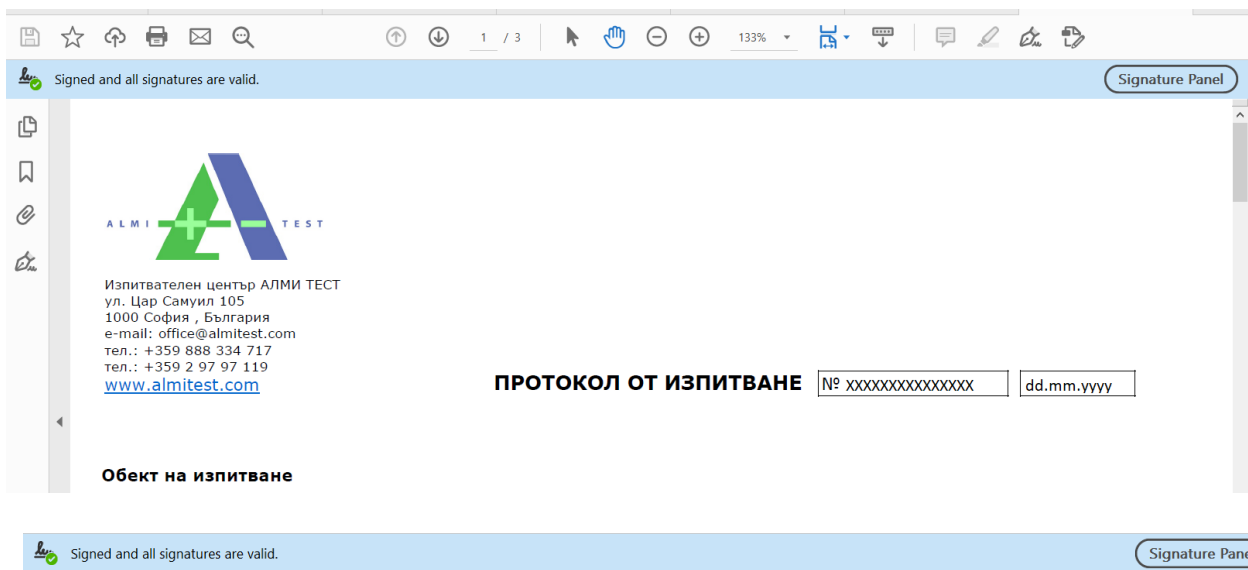 1 / 3 133%
Signed and all signatures are valid. Signature Panel
ALMI TEST
Изпитвателен център АЛМИ ТЕСТ
ул. Цар Самуил 105
1000 София , България
e-mail: office@almitest.com
тел.: +359 888 334 717
тел.: +359 2 97 97 119
www.almitest.com
ПРОТОКОЛ ОТ ИЗПИТВАНЕ № XXXXXXXXXXXXXXX dd.mm.yyyy
Обект на изпитване
Signed and all signatures are valid. Signature Pane